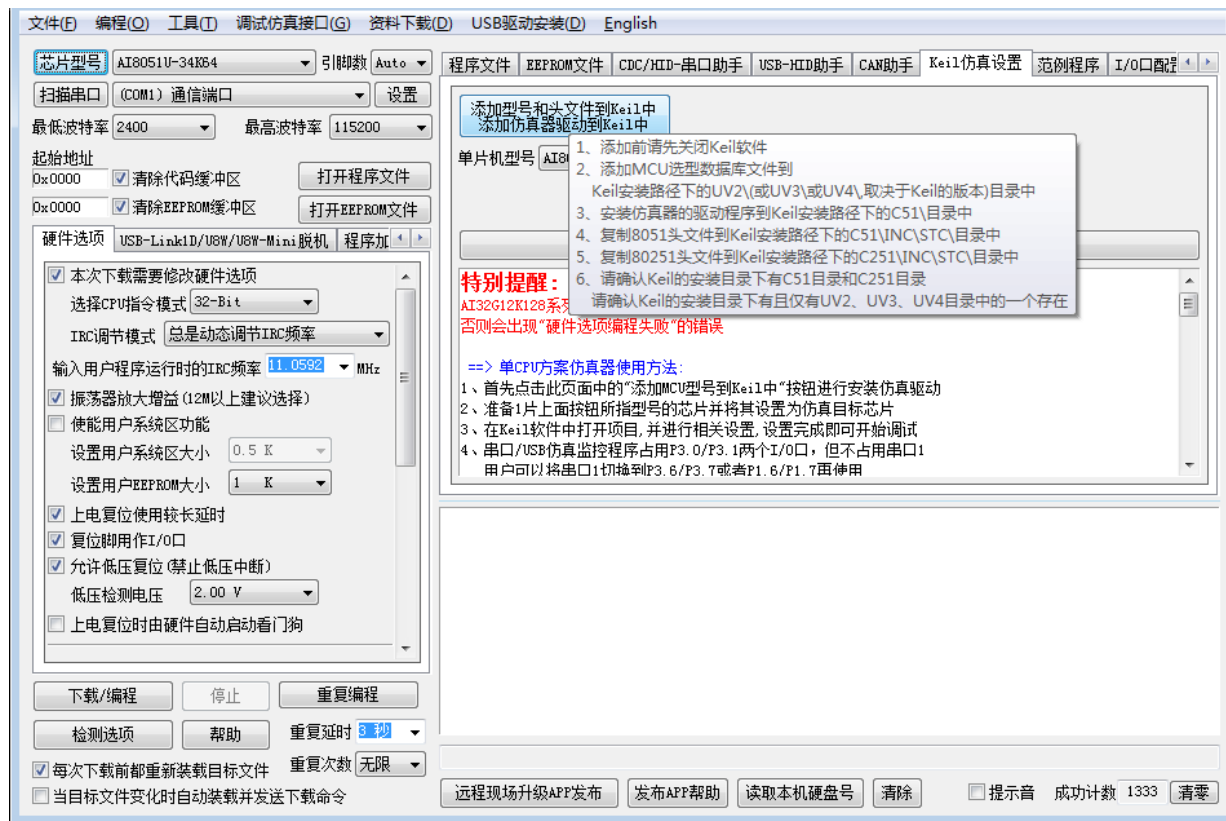 文件(F) 编程(O) 工具(T) 调试仿真接口(G) 资料下载(D) USB驱动安装(D) English
芯片型号 AI8051U-34K64 引脚数 Auto
扫描串口 (COM1) 通信端口 设置
最低波特率 2400 最高波特率 115200
起始地址
0x0000 清除代码缓冲区 打开程序文件
0x0000 清除EEPROM缓冲区 打开EEPROM文件
硬件选项 USB-Link1D/U8W/U8W-Mini脱机 程序加
本次下载需要修改硬件选项
选择CPU指令模式 32-Bit
IRC调节模式 总是动态调节IRC频率
输入用户程序运行时的IRC频率 11.0592 MHz
振荡器放大增益(12M以上建议选择)
使能用户系统区功能
设置用户系统区大小 0.5 K
设置用户EEPROM大小 1 K
上电复位使用较长延时
复位脚用作I/O口
允许低压复位(禁止低压中断)
低压检测电压 2.00 V
上电复位时由硬件自动启动看门狗
下载/编程 停止 重复编程
检测选项 帮助 重复延时 3 秒
每次下载前都重新装载目标文件 重复次数 无限
当目标文件变化时自动装载并发送下载命令
程序文件 EEPROM文件 CDC/HID-串口助手 USB-HID助手 CAN助手 Keil仿真设置 范例程序 I/O口配
添加型号和头文件到Keil中
添加仿真器驱动到Keil中
单片机型号
1、添加前请先关闭Keil软件
2、添加MCU选型数据库文件到
Keil安装路径下的UV2\(或UV3\或UV4\,取决于Keil的版本)目录中
3、安装仿真器的驱动程序到Keil安装路径下的C51\目录中
4、复制8051头文件到Keil安装路径下的C51\INC\STC\目录中
5、复制80251头文件到Keil安装路径下的C251\INC\STC\目录中
6、请确认Keil的安装目录下有C51目录和C251目录
请确认Keil的安装目录下有且仅有UV2、UV3、UV4目录中的一个存在
特别提醒：
AI32G12K128系
否则会出现"硬件选项编程失败"的错误
==> 单CPU方案仿真器使用方法:
1、首先点击此页面中的"添加MCU型号到Keil中"按钮进行安装仿真驱动
2、准备1片上面按钮所指型号的芯片并将其设置为仿真目标芯片
3、在Keil软件中打开项目,并进行相关设置,设置完成即可开始调试
4、串口/USB仿真监控程序占用P3.0/P3.1两个I/O口，但不占用串口1
用户可以将串口1切换到P3.6/P3.7或者P1.6/P1.7再使用
远程现场升级APP发布 发布APP帮助 读取本机硬盘号 清除 提示音 成功计数 1333 清零